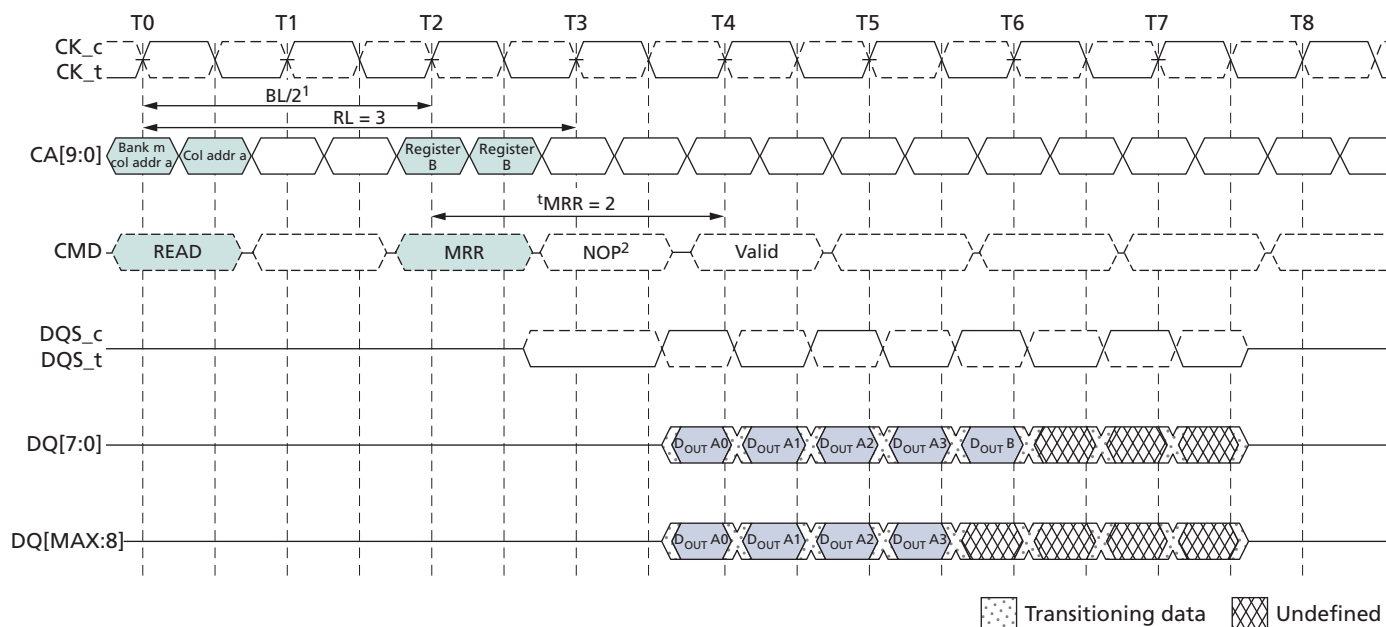 T0 T1 T2 T3 T4 T5 T6 T7 T8
CK_c
CK_t
BL/2¹
RL = 3
CA[9:0] Bank m col addr a Col addr a Register B Register B
ᵗMRR = 2
CMD READ MRR NOP² Valid
DQS_c
DQS_t
DQ[7:0] DOUT A0 DOUT A1 DOUT A2 DOUT A3 DOUT B
DQ[MAX:8] DOUT A0 DOUT A1 DOUT A2 DOUT A3
Transitioning data Undefined